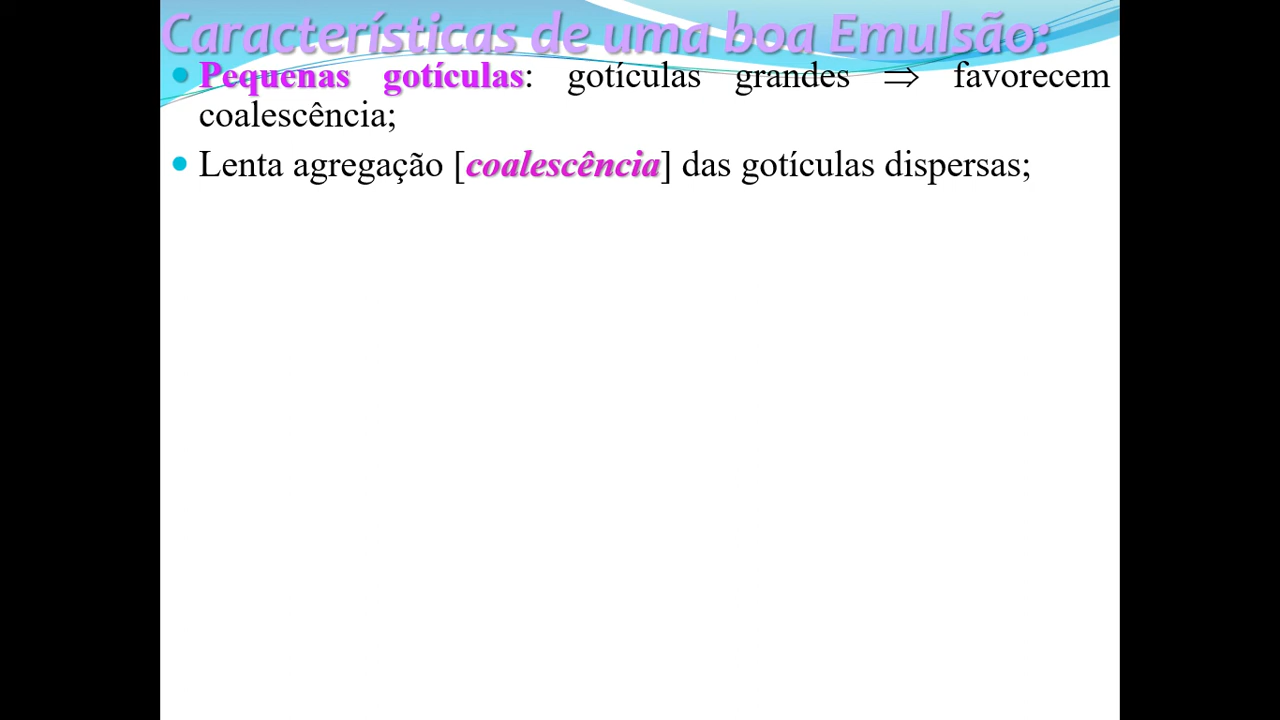 Características de uma boa Emulsão:
Pequenas gotículas: gotículas grandes ⇒ favorecem
coalescência;
Lenta agregação [coalescência] das gotículas dispersas;